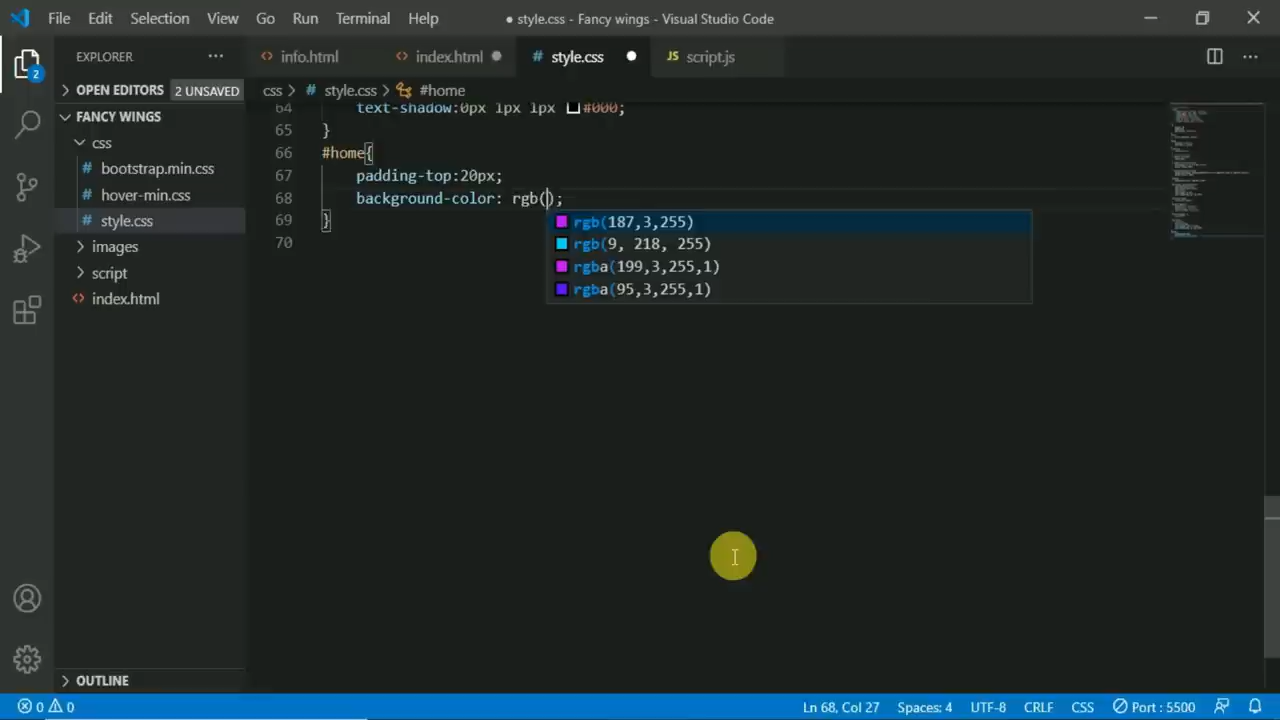 File Edit Selection View Go Run Terminal Help ● style.css - Fancy wings - Visual Studio Code
EXPLORER ··· <> info.html <> index.html ● # style.css ● JS script.js
OPEN EDITORS 2 UNSAVED css > # style.css > #home
FANCY WINGS
css
# bootstrap.min.css
# hover-min.css
# style.css
images
script
<> index.html
OUTLINE
64 text-shadow:0px 1px 1px #000;
65 }
66 #home{
67 padding-top:20px;
68 background-color: rgb();
69 }
70
rgb(187,3,255)
rgb(9, 218, 255)
rgba(199,3,255,1)
rgba(95,3,255,1)
2
0 0 Ln 68, Col 27 Spaces: 4 UTF-8 CRLF CSS Port : 5500